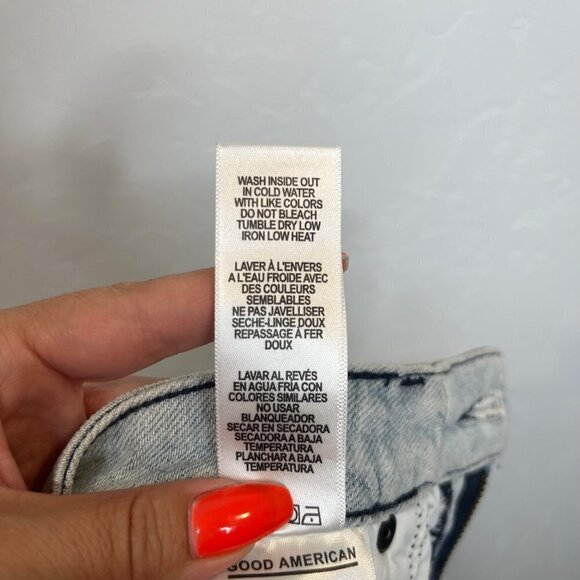 WASH INSIDE OUT
IN COLD WATER
WITH LIKE COLORS
DO NOT BLEACH
TUMBLE DRY LOW
IRON LOW HEAT
LAVER À L'ENVERS
A L'EAU FROIDE AVEC
DES COULEURS
SEMBLABLES
NE PAS JAVELLISER
SECHE-LINGE DOUX
REPASSAGE À FER
DOUX
LAVAR AL REVÉS
EN AGUA FRIA CON
COLORES SIMILARES
NO USAR
BLANQUEADOR
SECAR EN SECADORA
SECADORA A BAJA
TEMPERATURA
PLANCHAR A BAJA
TEMPERATURA
GOOD AMERICAN